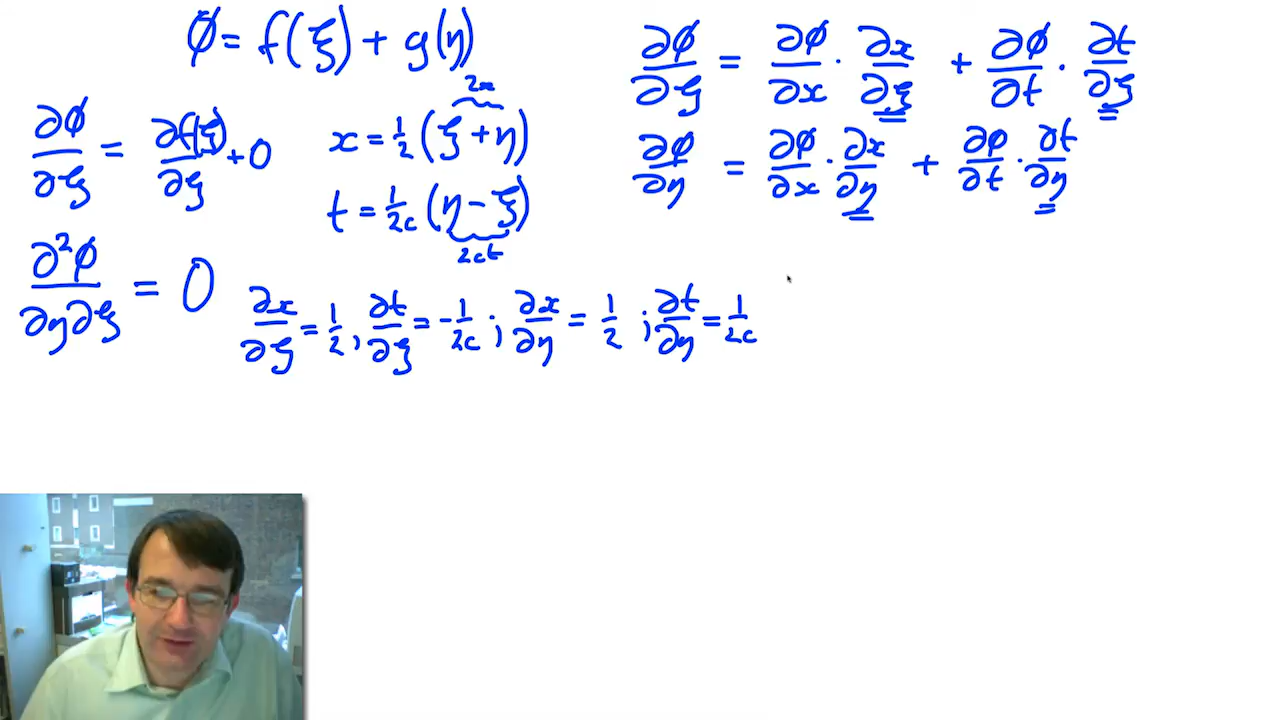 ϕ = f(ξ) + g(η)
∂ϕ/∂ξ = ∂f(ξ)/∂ξ + 0
2x
x = 1/2 (ξ + η)
t = 1/2c (η − ξ)
2ct
∂²ϕ/∂η∂ξ = 0
∂x/∂ξ = 1/2, ∂t/∂ξ = −1/2c ; ∂x/∂η = 1/2 ; ∂t/∂η = 1/2c
∂ϕ/∂ξ = ∂ϕ/∂x · ∂x/∂ξ + ∂ϕ/∂t · ∂t/∂ξ
∂ϕ/∂η = ∂ϕ/∂x · ∂x/∂η + ∂ϕ/∂t · ∂t/∂η